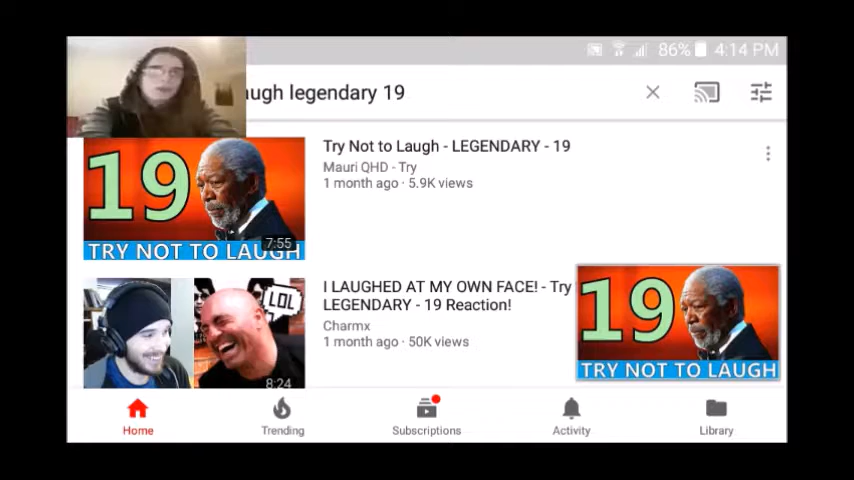 86% 4:14 PM
augh legendary 19
19
TRY NOT TO LAUGH
7:55
Try Not to Laugh - LEGENDARY - 19
Mauri QHD - Try
1 month ago · 5.9K views
LOL
8:24
I LAUGHED AT MY OWN FACE! - Try
LEGENDARY - 19 Reaction!
Charmx
1 month ago · 50K views
19
TRY NOT TO LAUGH
Home
Trending
Subscriptions
Activity
Library